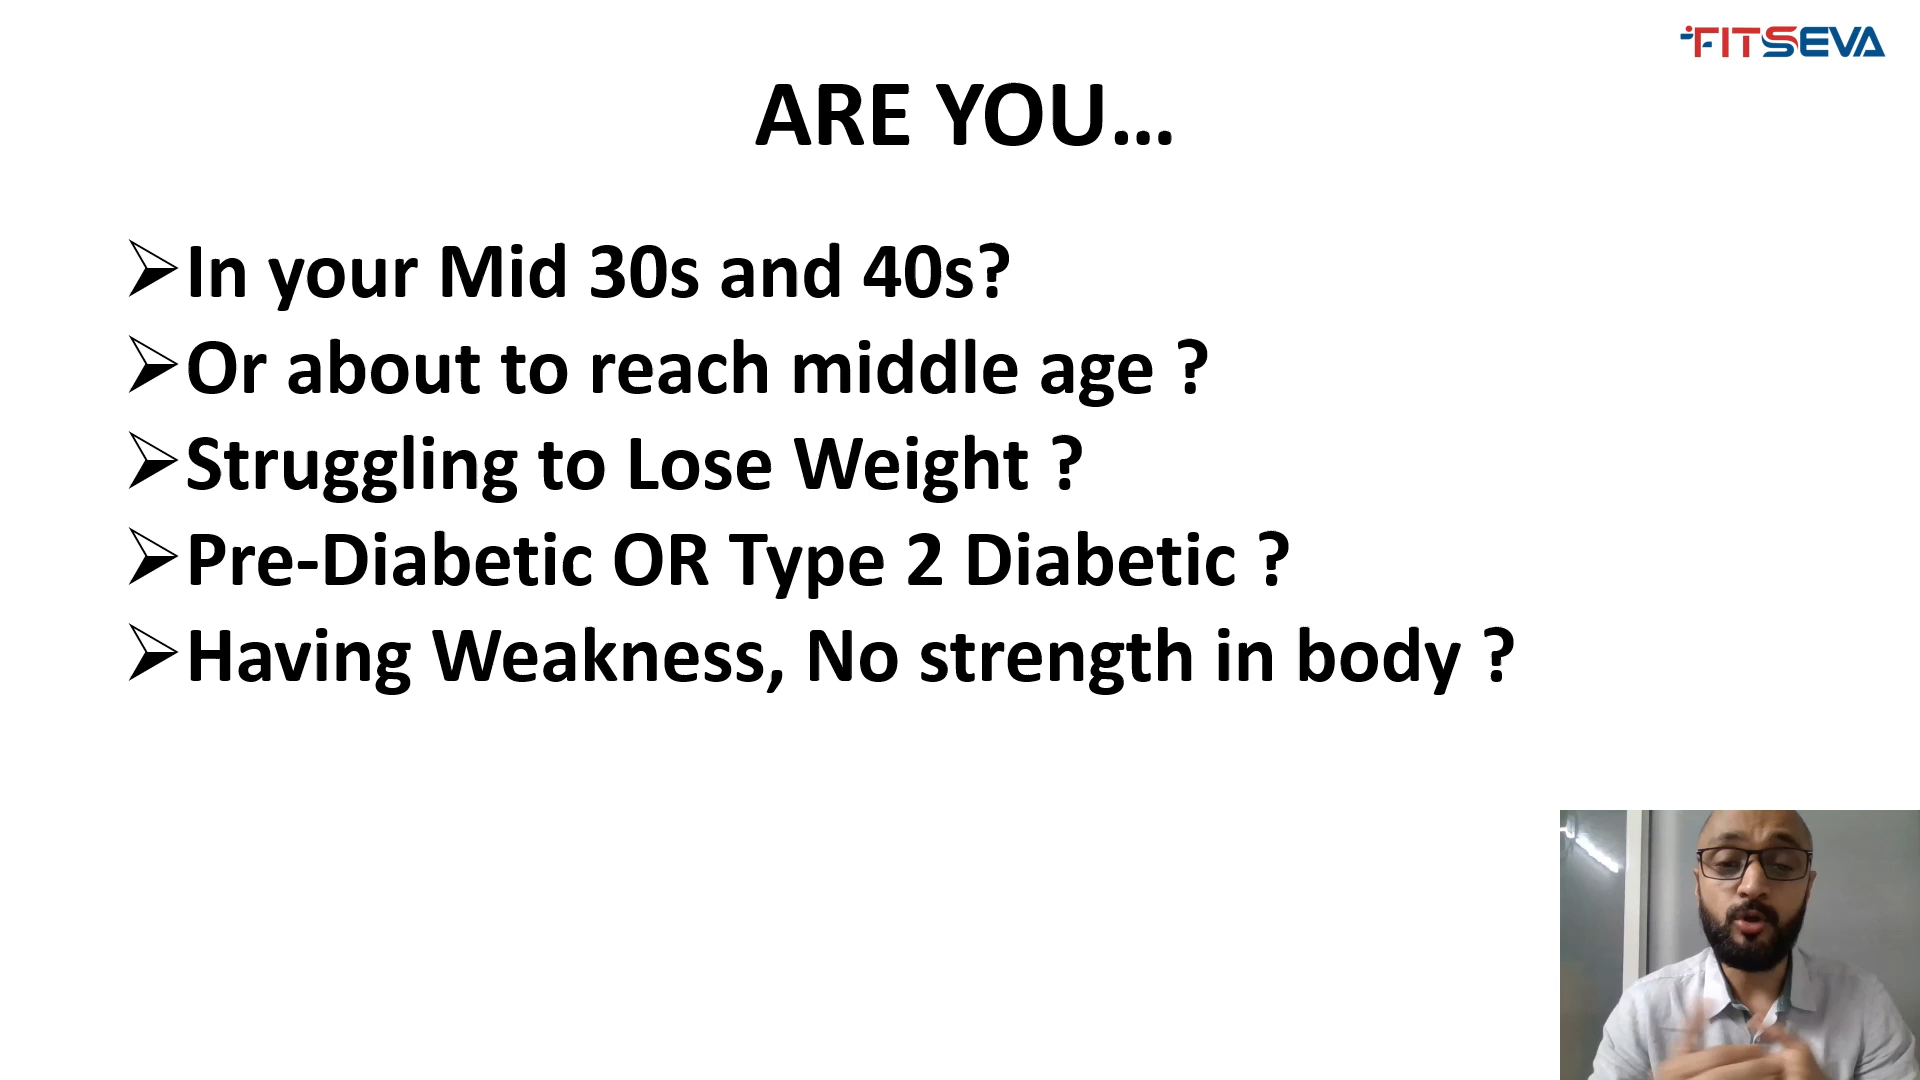 FITSEVA
ARE YOU...
In your Mid 30s and 40s?
Or about to reach middle age ?
Struggling to Lose Weight ?
Pre-Diabetic OR Type 2 Diabetic ?
Having Weakness, No strength in body ?